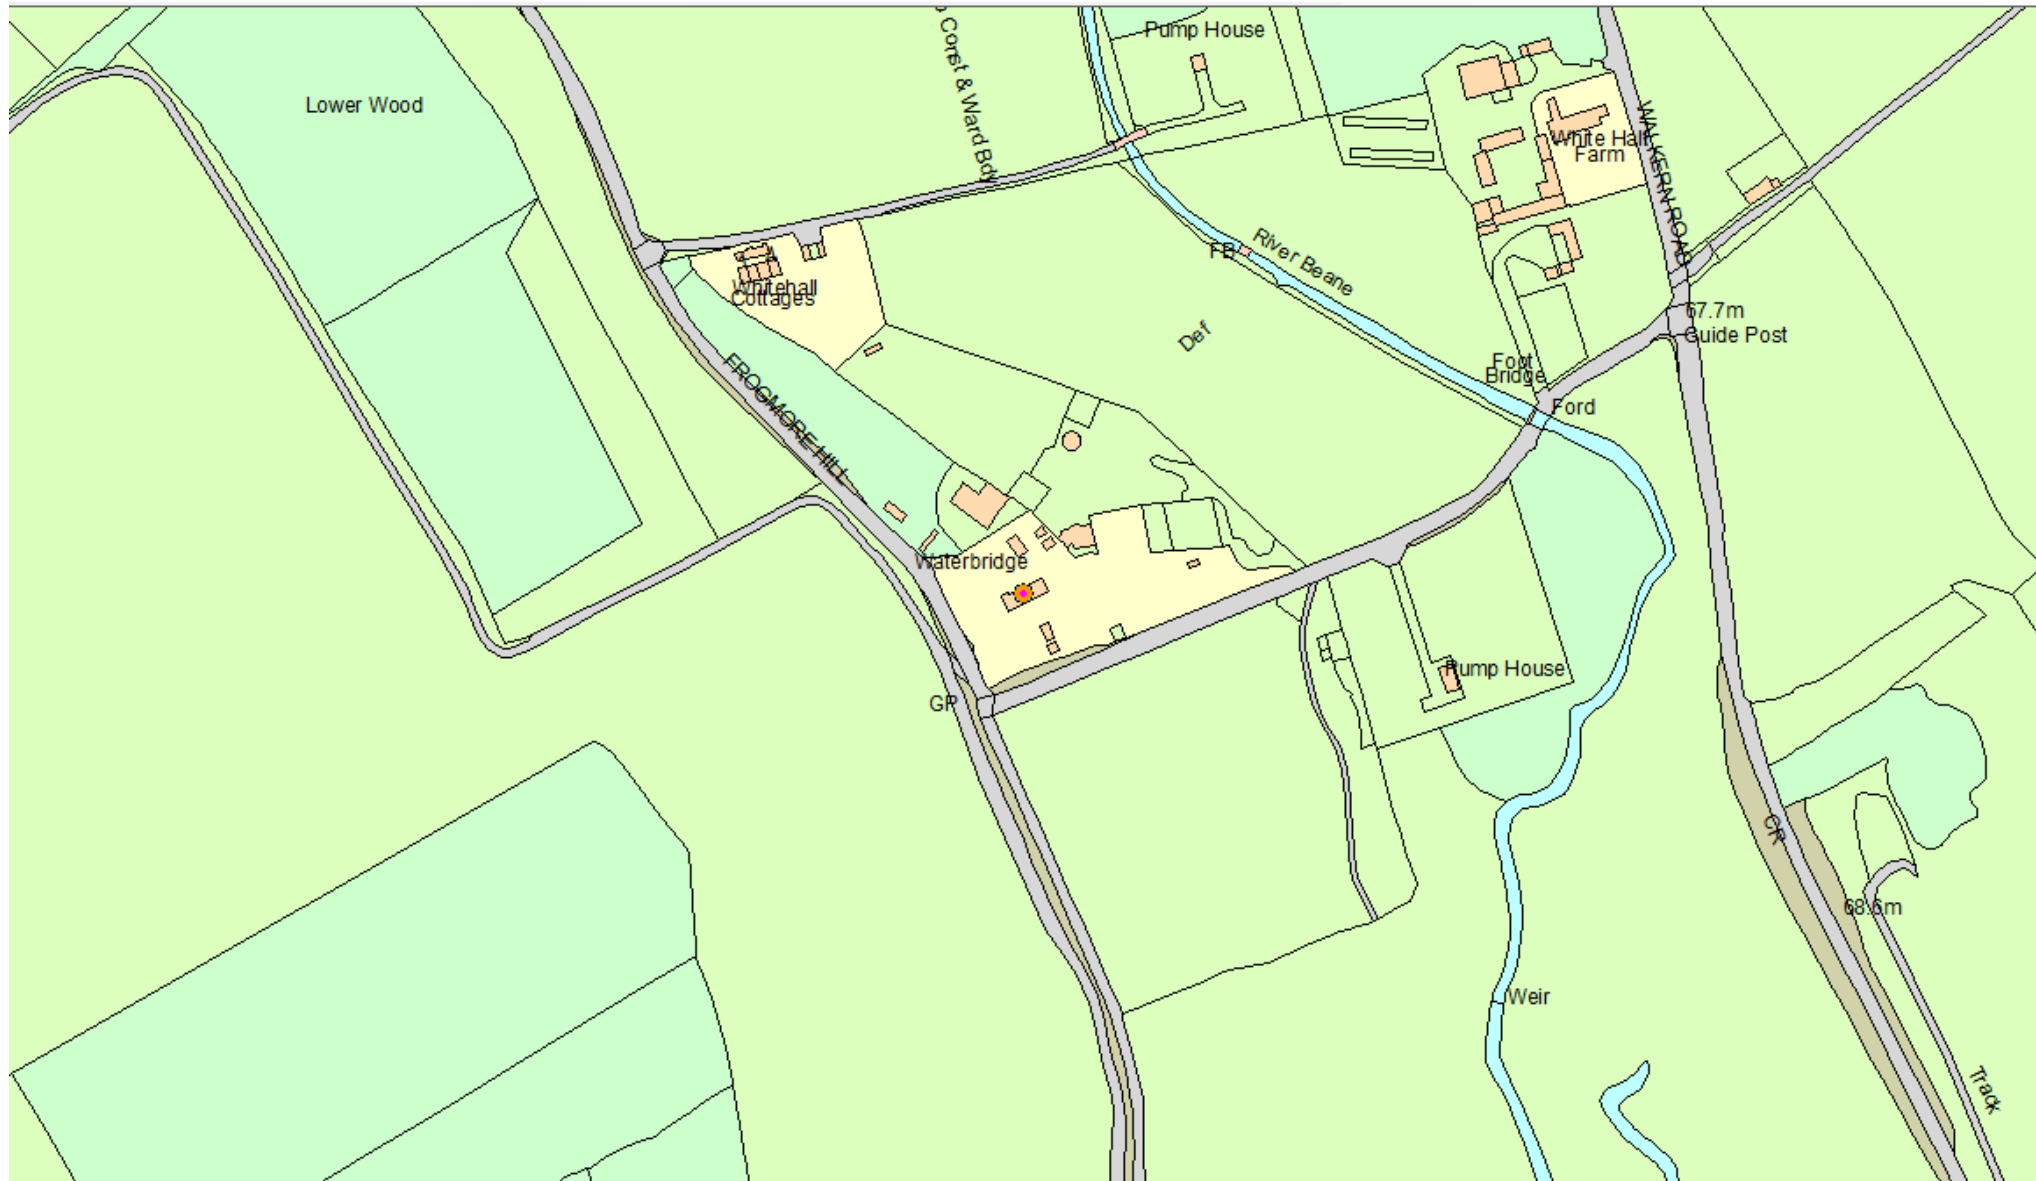 Const & Ward Bdy
Pump House
Lower Wood
WALKERN ROAD
White Hall
Farm
River Beane
FB
Whitehall
Cottages
67.7m
Guide Post
Def
Foot
Bridge
FROGMORE HILL
Ford
Waterbridge
Pump House
GP
CR
68.6m
Weir
Track